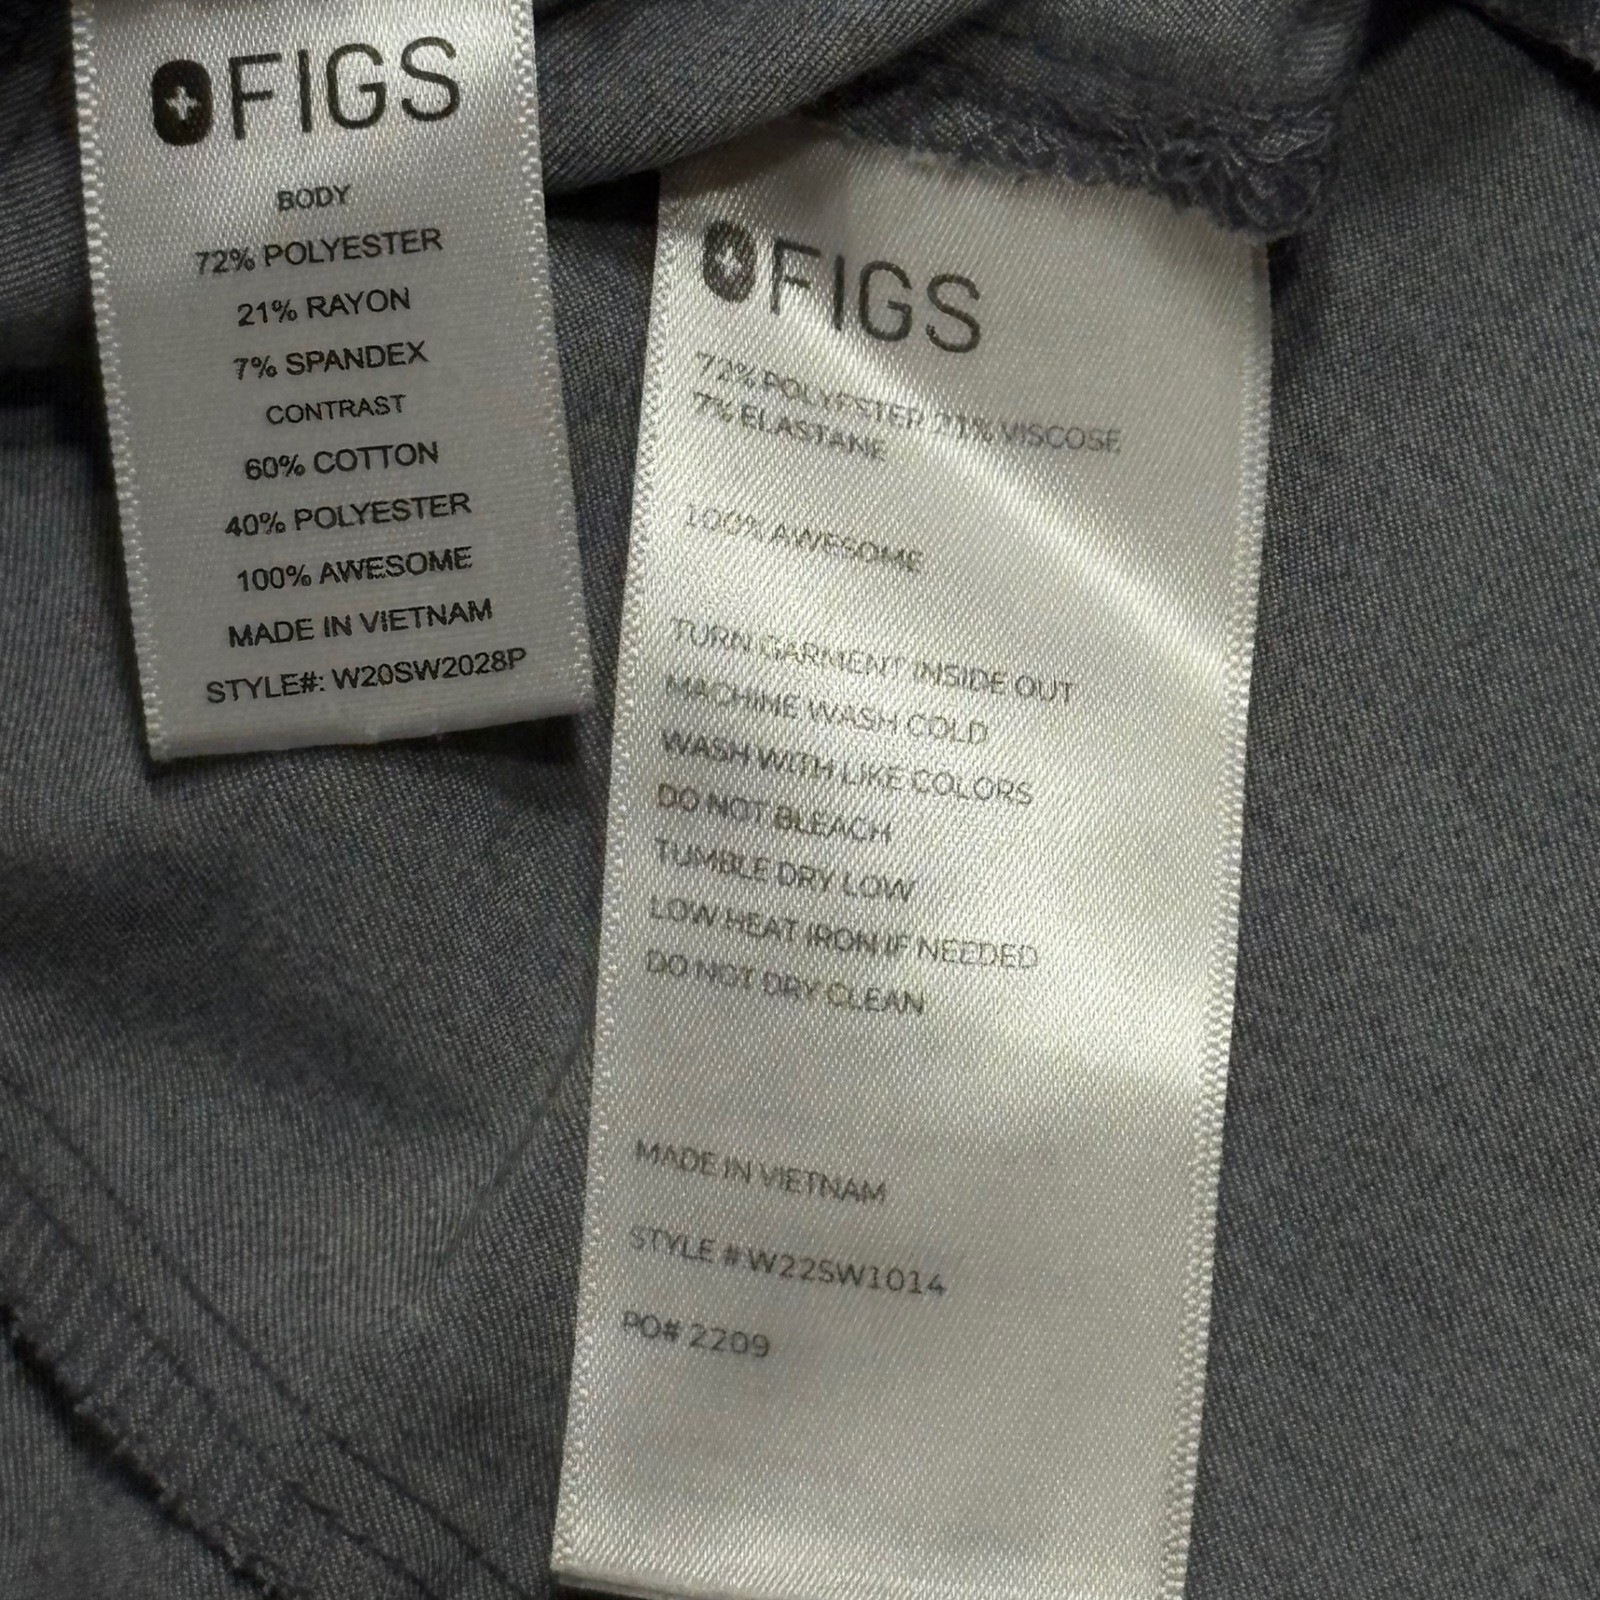 FIGS
BODY
72% POLYESTER
21% RAYON
7% SPANDEX
CONTRAST
60% COTTON
40% POLYESTER
100% AWESOME
MADE IN VIETNAM
STYLE#: W20SW2028P
FIGS
72% POLYESTER 21% VISCOSE
7% ELASTANE
100% AWESOME
TURN GARMENT INSIDE OUT
MACHINE WASH COLD
WASH WITH LIKE COLORS
DO NOT BLEACH
TUMBLE DRY LOW
LOW HEAT IRON IF NEEDED
DO NOT DRY CLEAN
MADE IN VIETNAM
STYLE # W22SW1014
PO# 2209